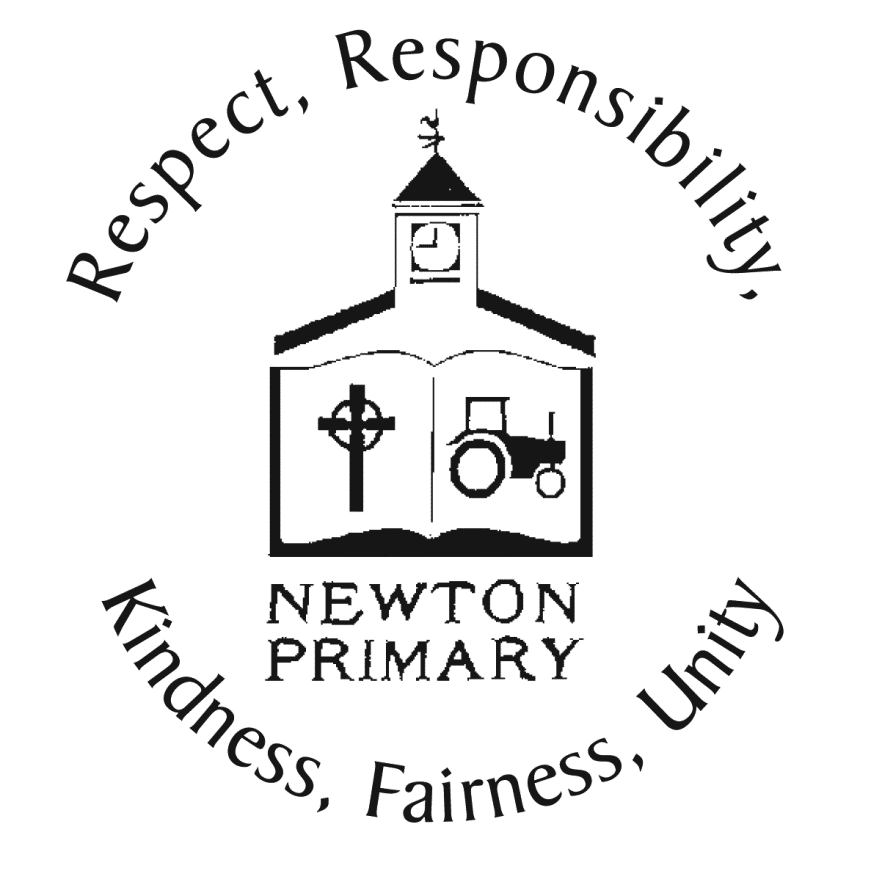 Respect, Responsibility,
NEWTON
PRIMARY
Kindness, Fairness, Unity